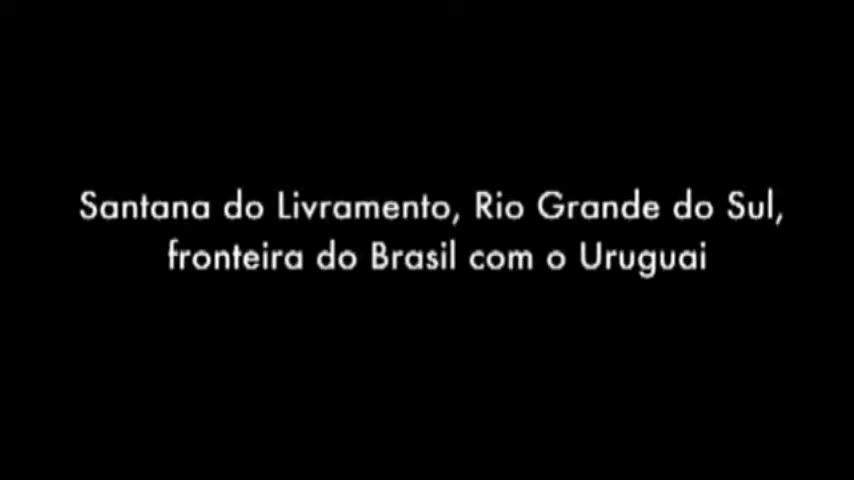 Santana do Livramento, Rio Grande do Sul,
fronteira do Brasil com o Uruguai